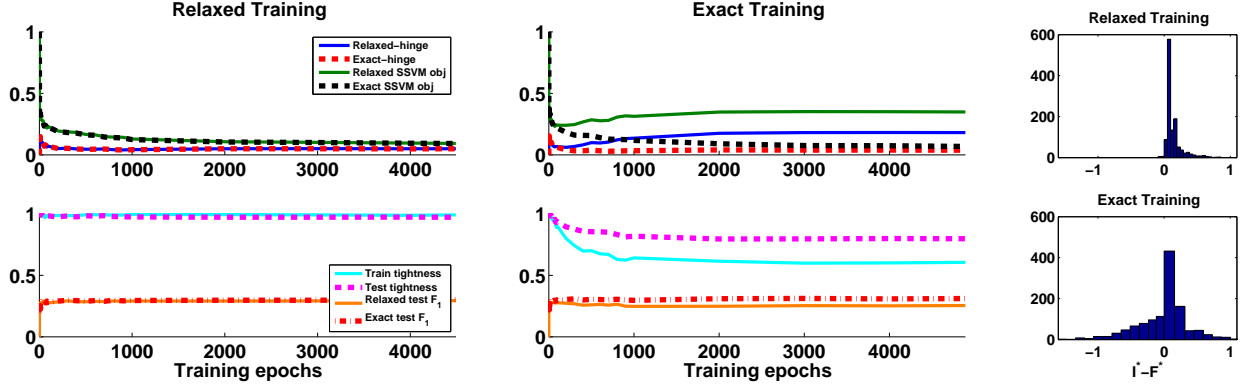 Relaxed Training
1
0.5
0
0 1000 2000 3000 4000
Relaxed-hinge
Exact-hinge
Relaxed SSVM obj
Exact SSVM obj
Exact Training
1
0.5
0
0 1000 2000 3000 4000
Relaxed Training
600
400
200
0
−1 0 1
1
0.5
0
0 1000 2000 3000 4000
Training epochs
Train tightness
Test tightness
Relaxed test F1
Exact test F1
1
0.5
0
0 1000 2000 3000 4000
Training epochs
Exact Training
600
400
200
0
−1 0 1
I*−F*